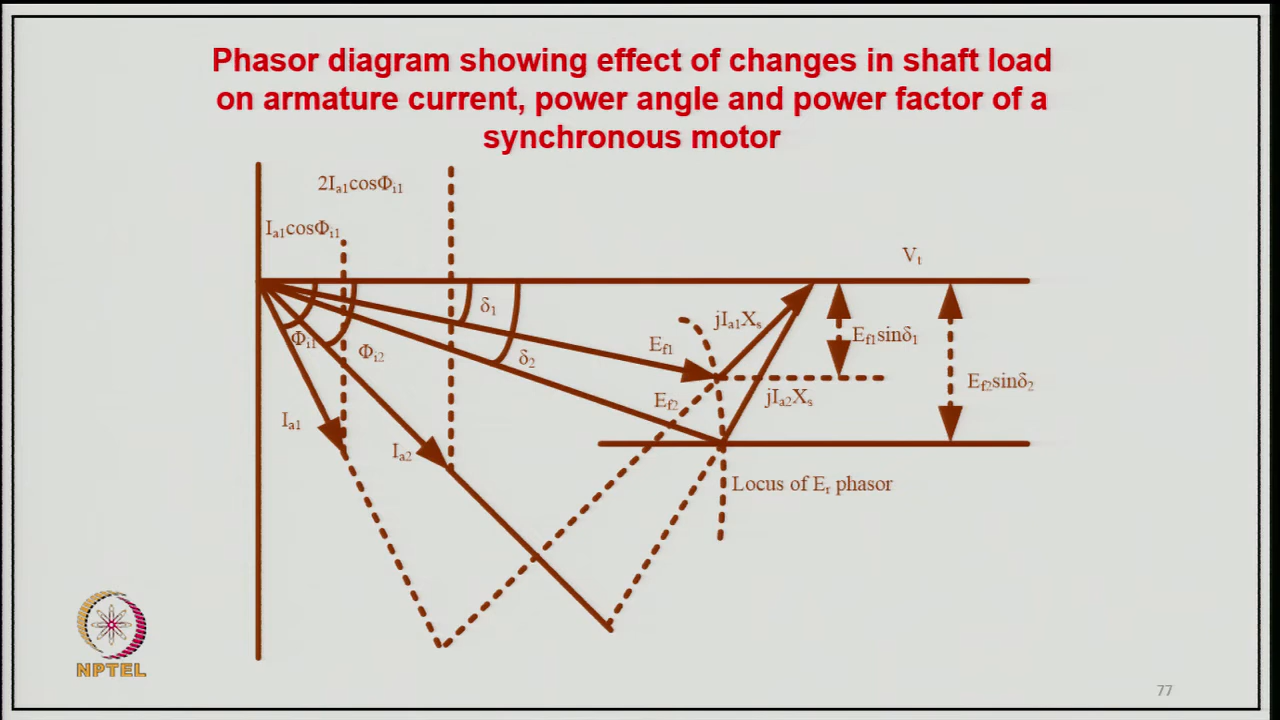 Phasor diagram showing effect of changes in shaft load
on armature current, power angle and power factor of a
synchronous motor
2Ia1cosΦi1
Ia1cosΦi1
Vt
δ1
jIa1Xs
Ef1sinδ1
Φi1
Φi2
Ef1
δ2
Ef2sinδ2
Ef2
jIa2Xs
Ia1
Ia2
Locus of Er phasor
NPTEL
77